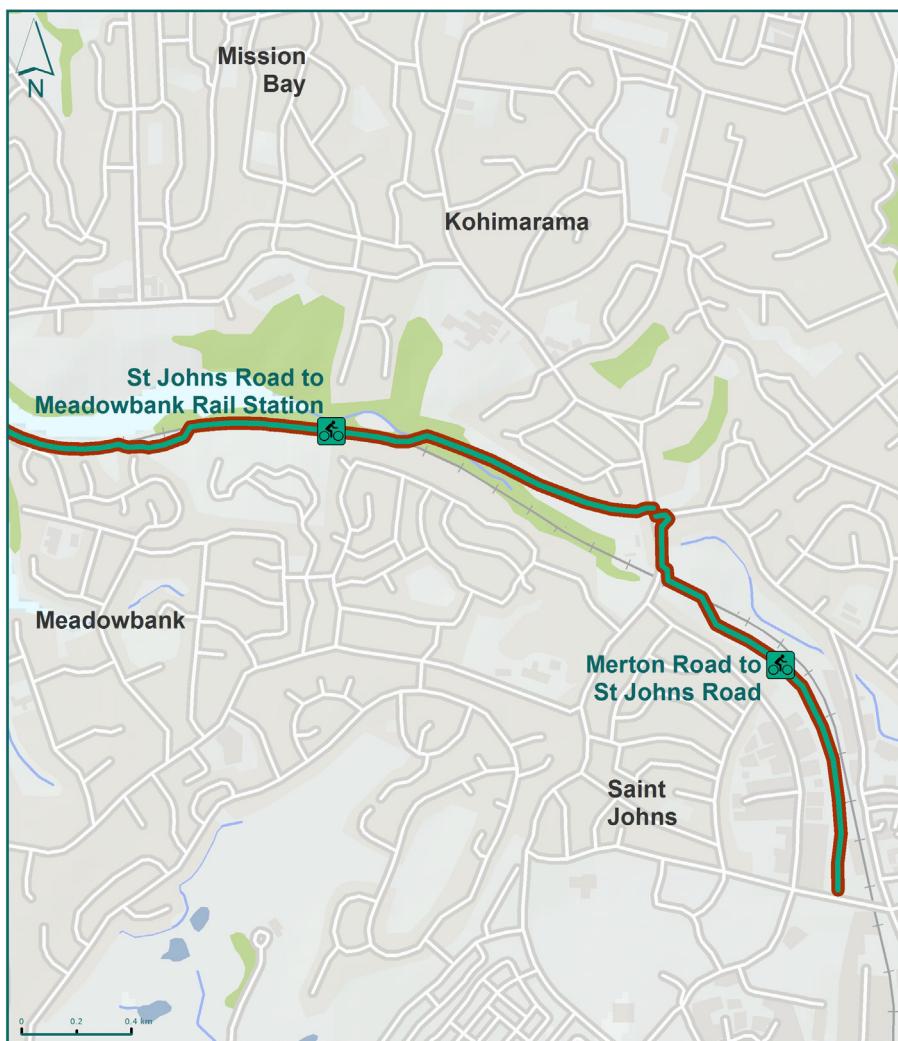 N
Mission
Bay
Kohimarama
St Johns Road to
Meadowbank Rail Station
Meadowbank
Merton Road to
St Johns Road
Saint
Johns
0 0.2 0.4 km